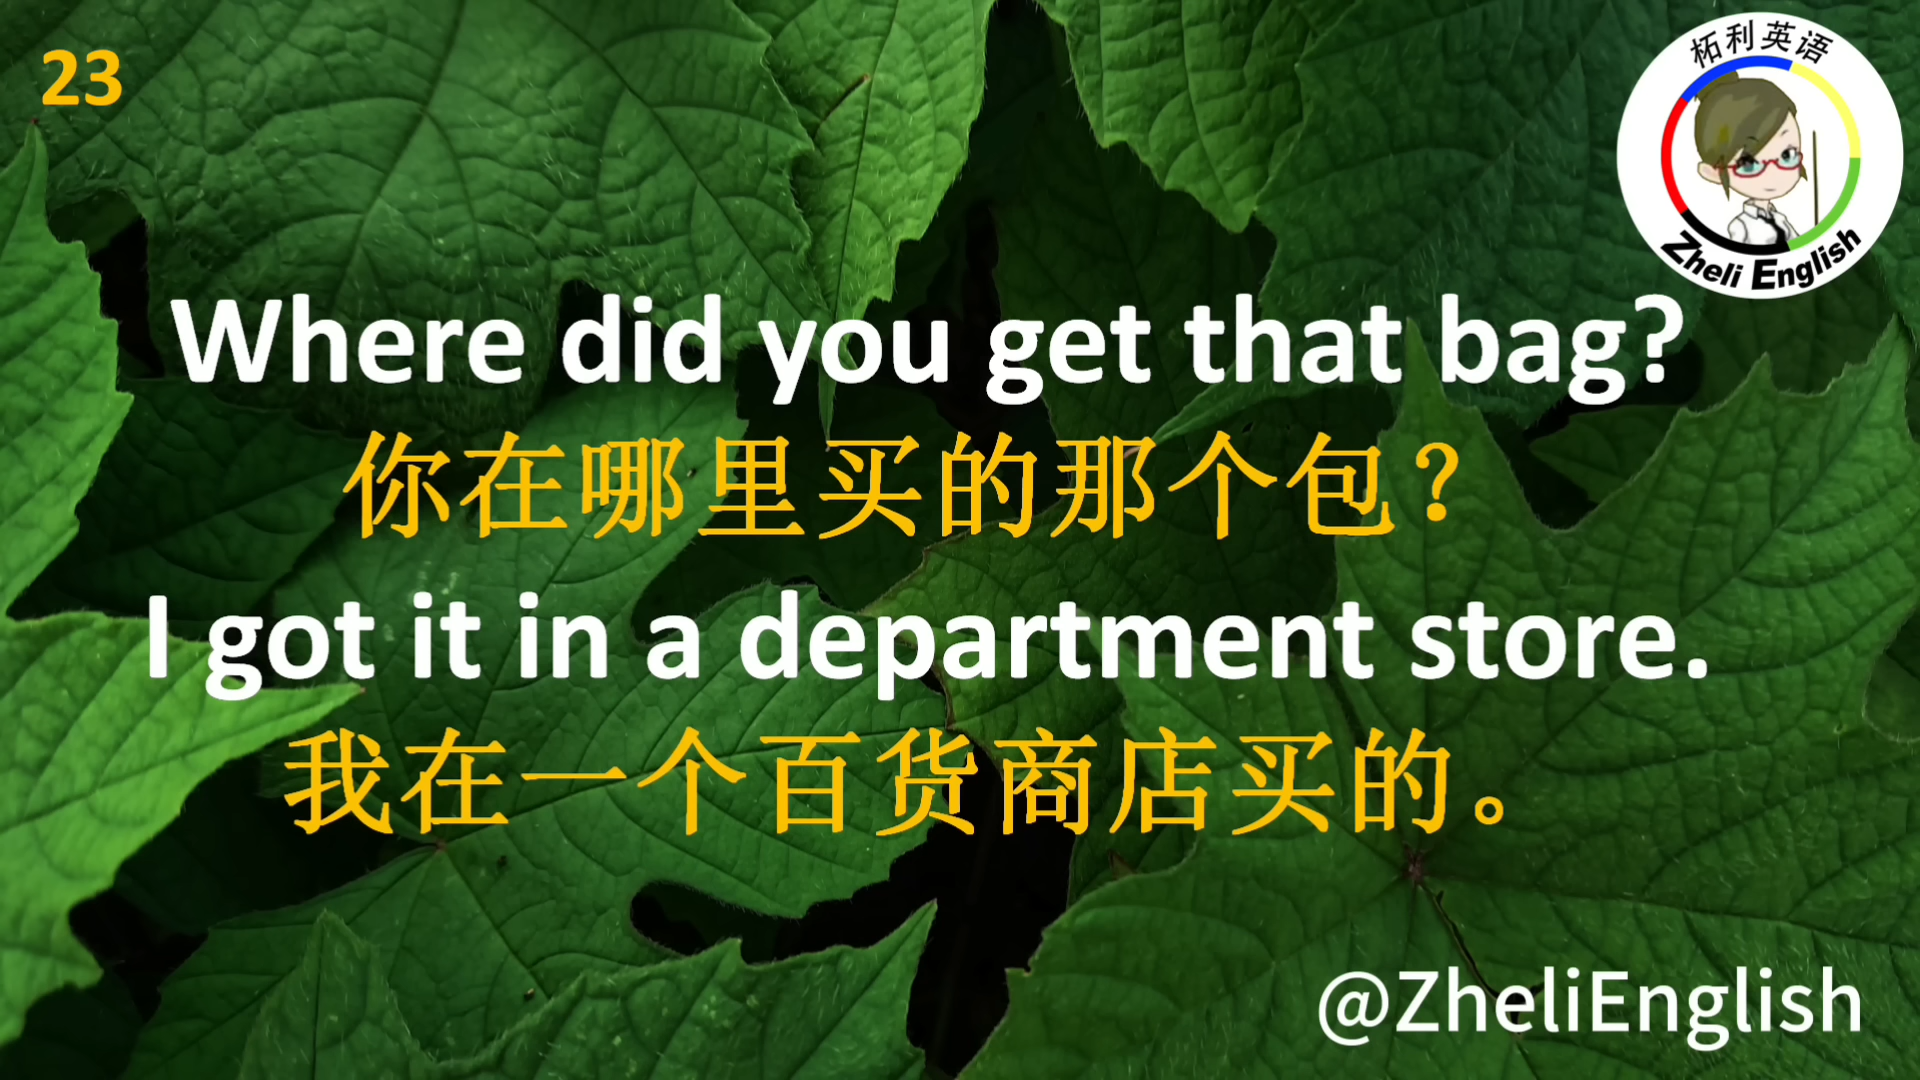 23
柘利英语
Zheli English
Where did you get that bag?
你在哪里买的那个包？
I got it in a department store.
我在一个百货商店买的。
@ZheliEnglish